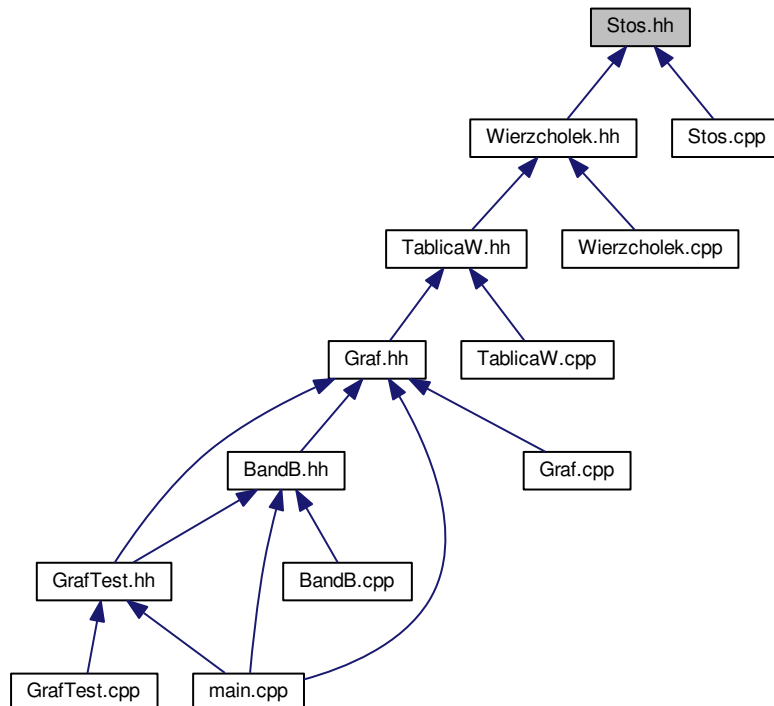 Stos.hh
Wierzcholek.hh
Stos.cpp
TablicaW.hh
Wierzcholek.cpp
Graf.hh
TablicaW.cpp
BandB.hh
Graf.cpp
GrafTest.hh
BandB.cpp
GrafTest.cpp
main.cpp